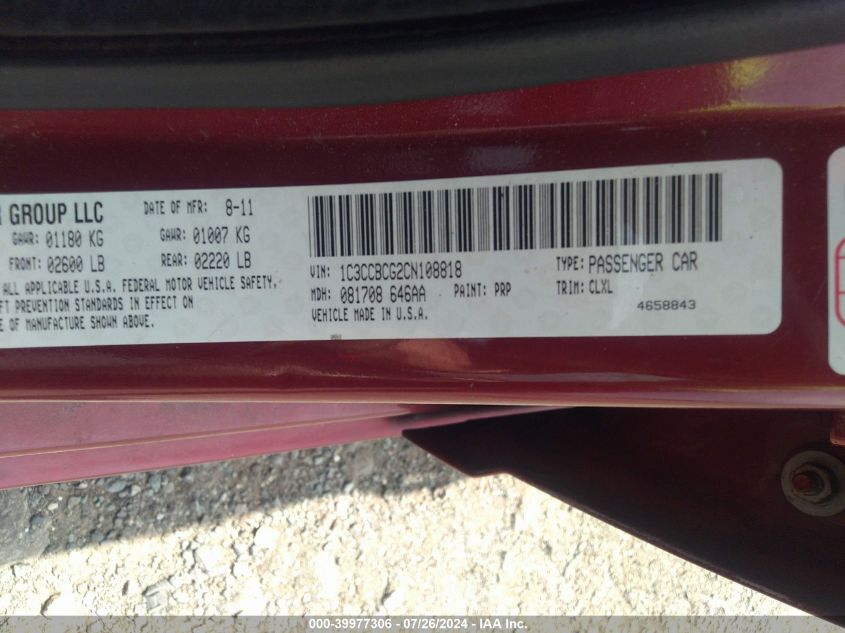 R GROUP LLC DATE OF MFR: 8-11
GAWR: 01180 KG GAWR: 01007 KG
FRONT: 02600 LB REAR: 02220 LB
ALL APPLICABLE U.S.A. FEDERAL MOTOR VEHICLE SAFETY,
FT PREVENTION STANDARDS IN EFFECT ON
E OF MANUFACTURE SHOWN ABOVE.
VIN: 1C3CCBCG2CN108818 TYPE: PASSENGER CAR
MDH: 081708 646AA PAINT: PRP TRIM: CLXL
VEHICLE MADE IN U.S.A. 4658843
000-39977306 - 07/26/2024 - IAA Inc.